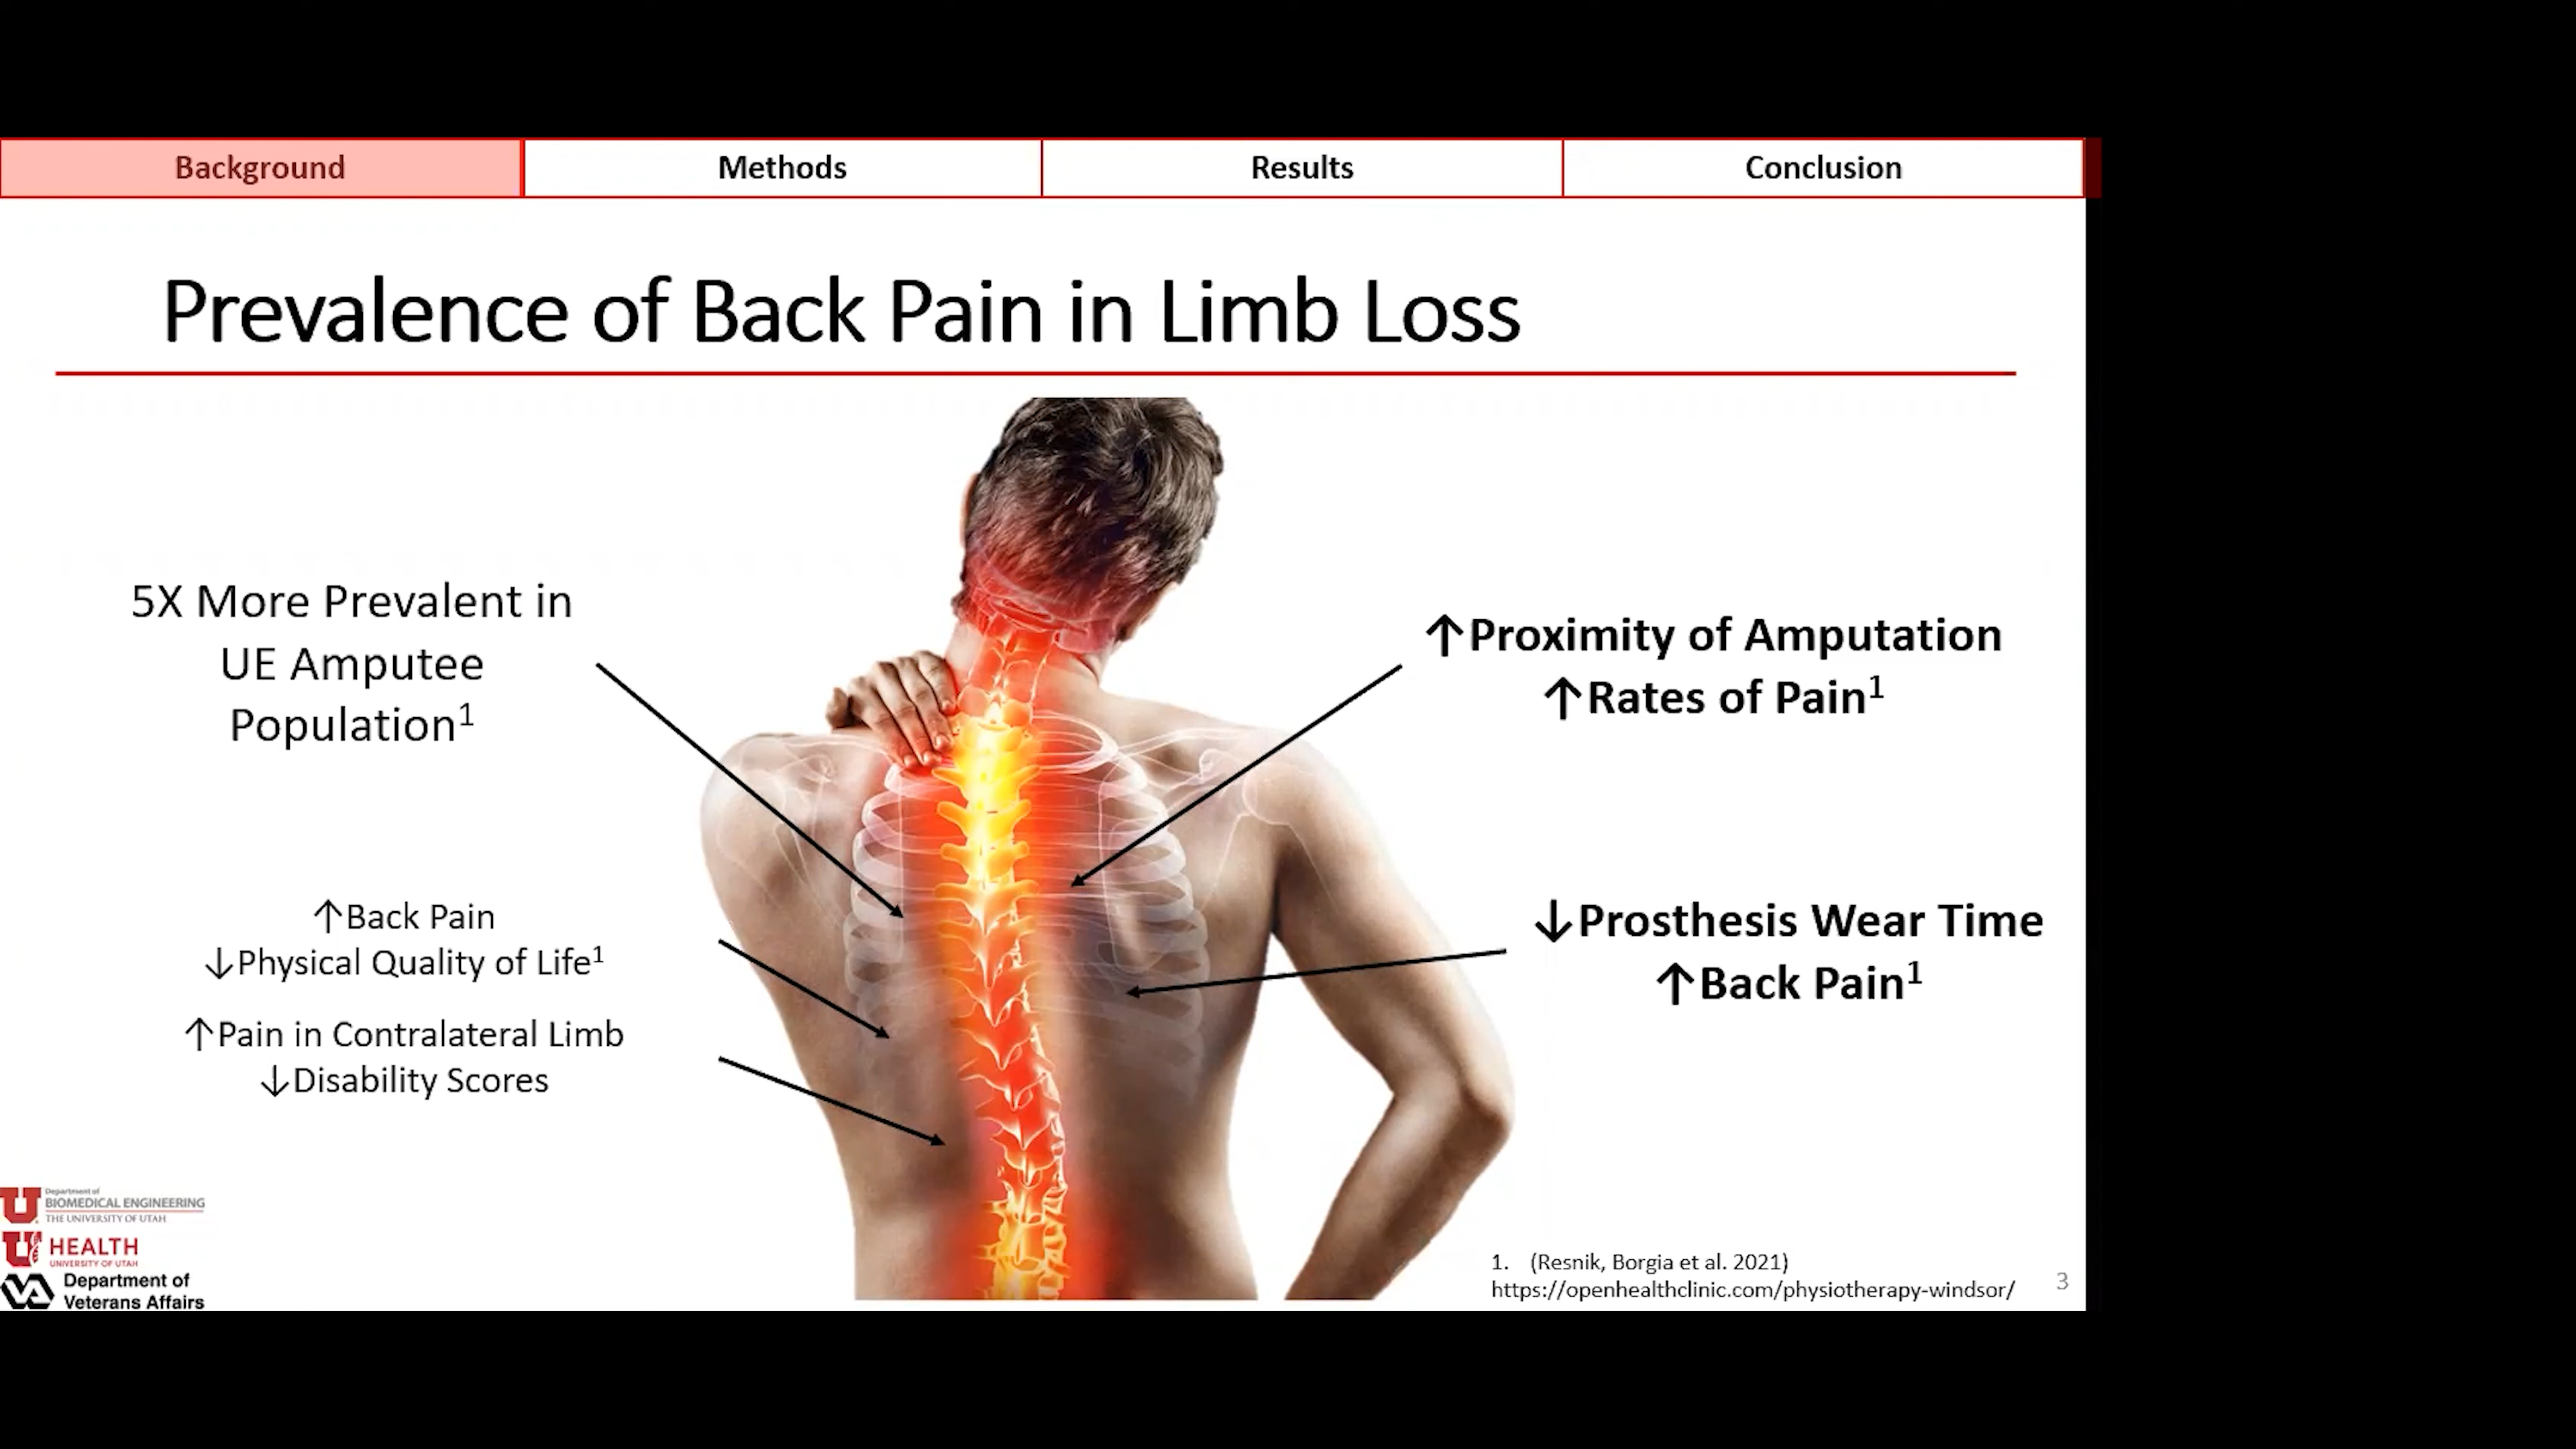 Background
Methods
Results
Conclusion
Prevalence of Back Pain in Limb Loss
5X More Prevalent in
UE Amputee
Population¹
↑Back Pain
↓Physical Quality of Life¹
↑Pain in Contralateral Limb
↓Disability Scores
↑Proximity of Amputation
↑Rates of Pain¹
↓Prosthesis Wear Time
↑Back Pain¹
U
Department of
BIOMEDICAL ENGINEERING
THE UNIVERSITY OF UTAH
U HEALTH
UNIVERSITY OF UTAH
VA
Department of
Veterans Affairs
1. (Resnik, Borgia et al. 2021)
https://openhealthclinic.com/physiotherapy-windsor/
3